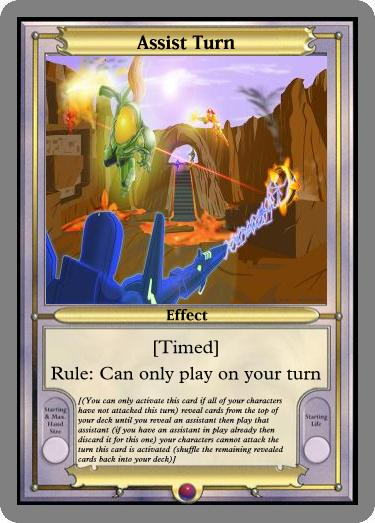 Assist Turn
Effect
[Timed]
Rule: Can only play on your turn
[(You can only activate this card if all of your characters
have not attacked this turn) reveal cards from the top of
your deck until you reveal an assistant then play that
assistant (if you have an assistant in play already then
discard it for this one) your characters cannot attack the
turn this card is activated (shuffle the remaining revealed
cards back into your deck)]
Starting
& Max.
Hand
Size
Starting
Life